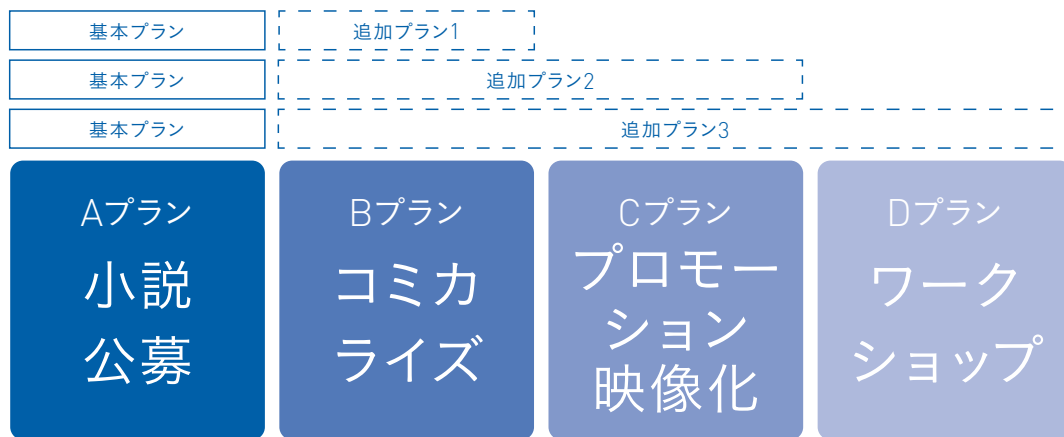 基本プラン 追加プラン1
基本プラン 追加プラン2
基本プラン 追加プラン3
Aプラン
小説
公募
Bプラン
コミカ
ライズ
Cプラン
プロモー
ション
映像化
Dプラン
ワーク
ショップ